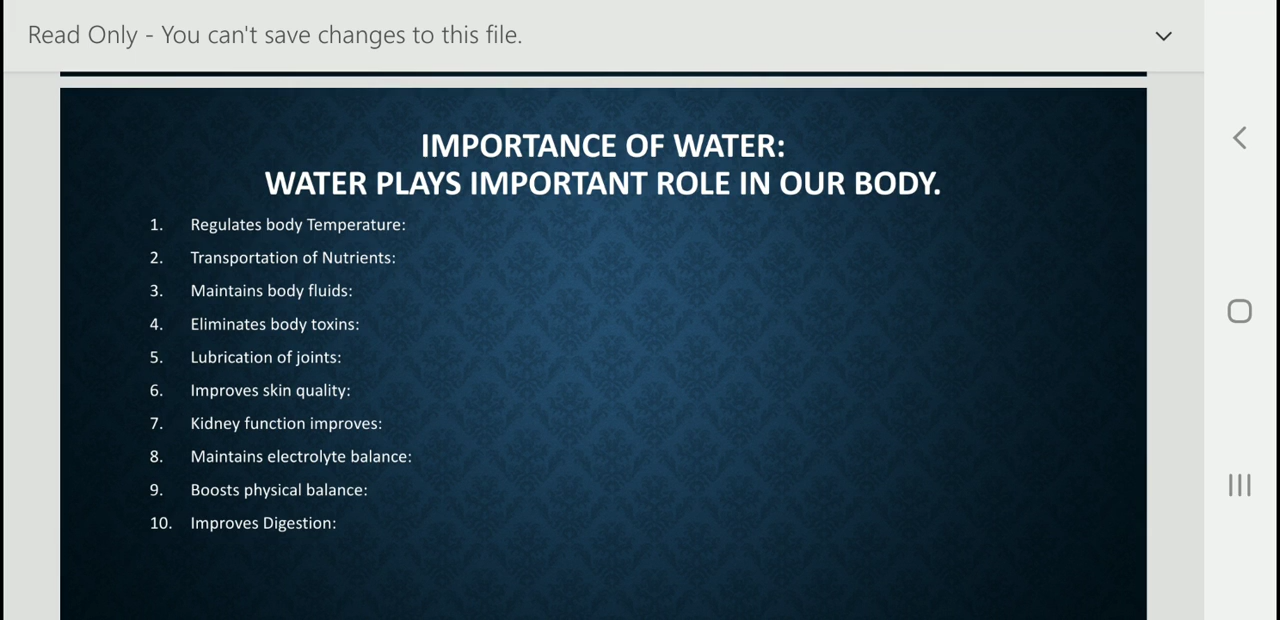 Read Only - You can't save changes to this file.
IMPORTANCE OF WATER:
WATER PLAYS IMPORTANT ROLE IN OUR BODY.
1. Regulates body Temperature:
2. Transportation of Nutrients:
3. Maintains body fluids:
4. Eliminates body toxins:
5. Lubrication of joints:
6. Improves skin quality:
7. Kidney function improves:
8. Maintains electrolyte balance:
9. Boosts physical balance:
10. Improves Digestion: